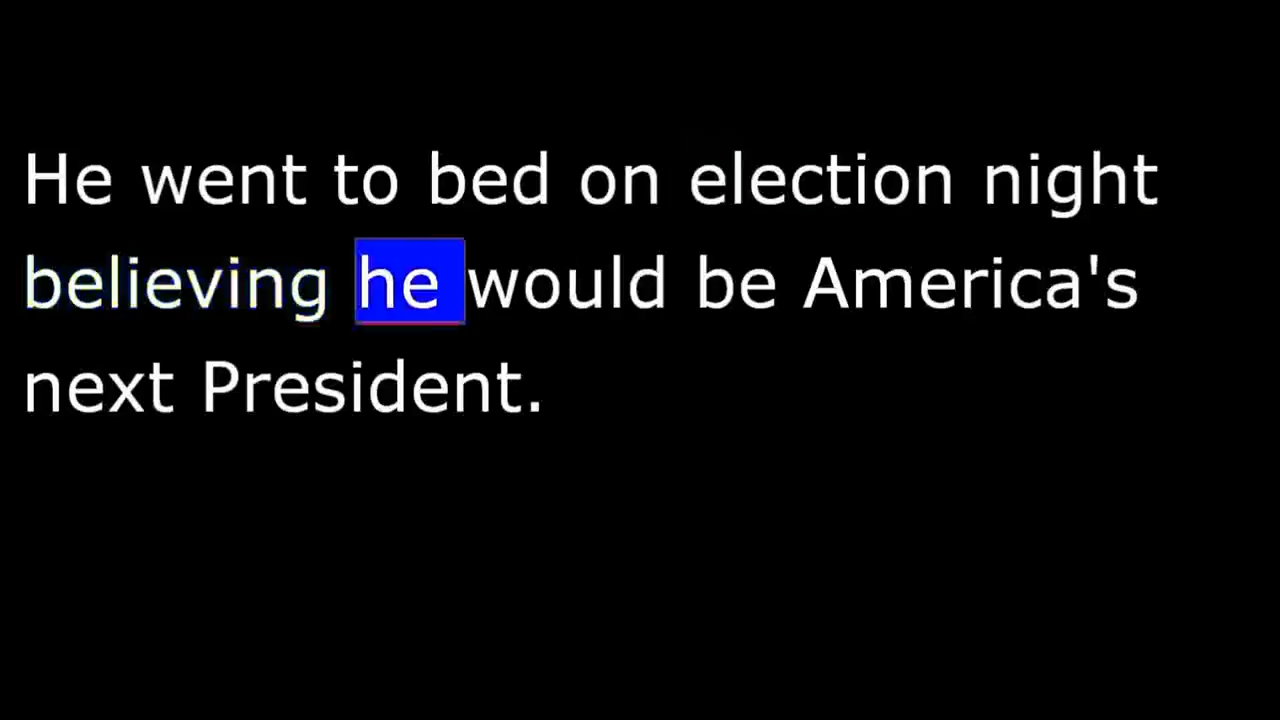 He went to bed on election night
believing he would be America's
next President.